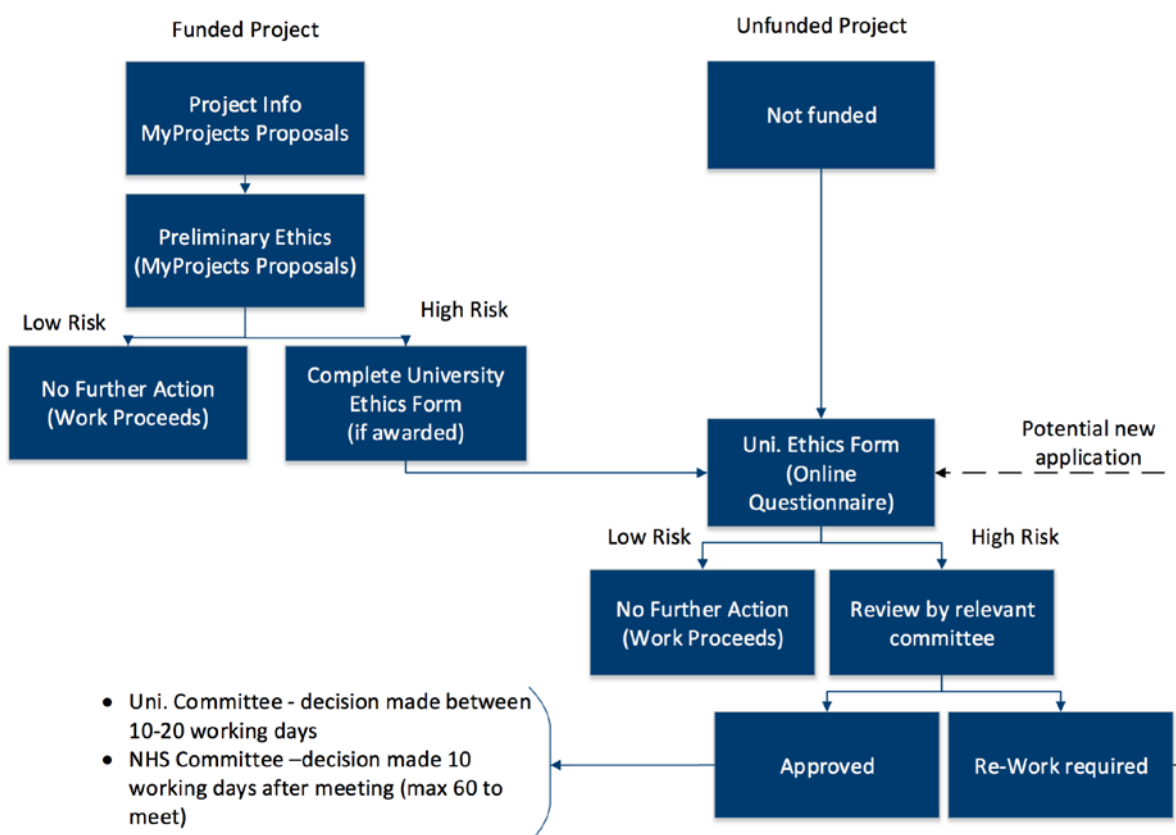 Funded Project
Unfunded Project
Project Info
MyProjects Proposals
Not funded
Preliminary Ethics
(MyProjects Proposals)
Low Risk
High Risk
No Further Action
(Work Proceeds)
Complete University
Ethics Form
(if awarded)
Uni. Ethics Form
(Online
Questionnaire)
Potential new
application
Low Risk
High Risk
No Further Action
(Work Proceeds)
Review by relevant
committee
• Uni. Committee - decision made between
10-20 working days
• NHS Committee –decision made 10
working days after meeting (max 60 to
meet)
Approved
Re-Work required